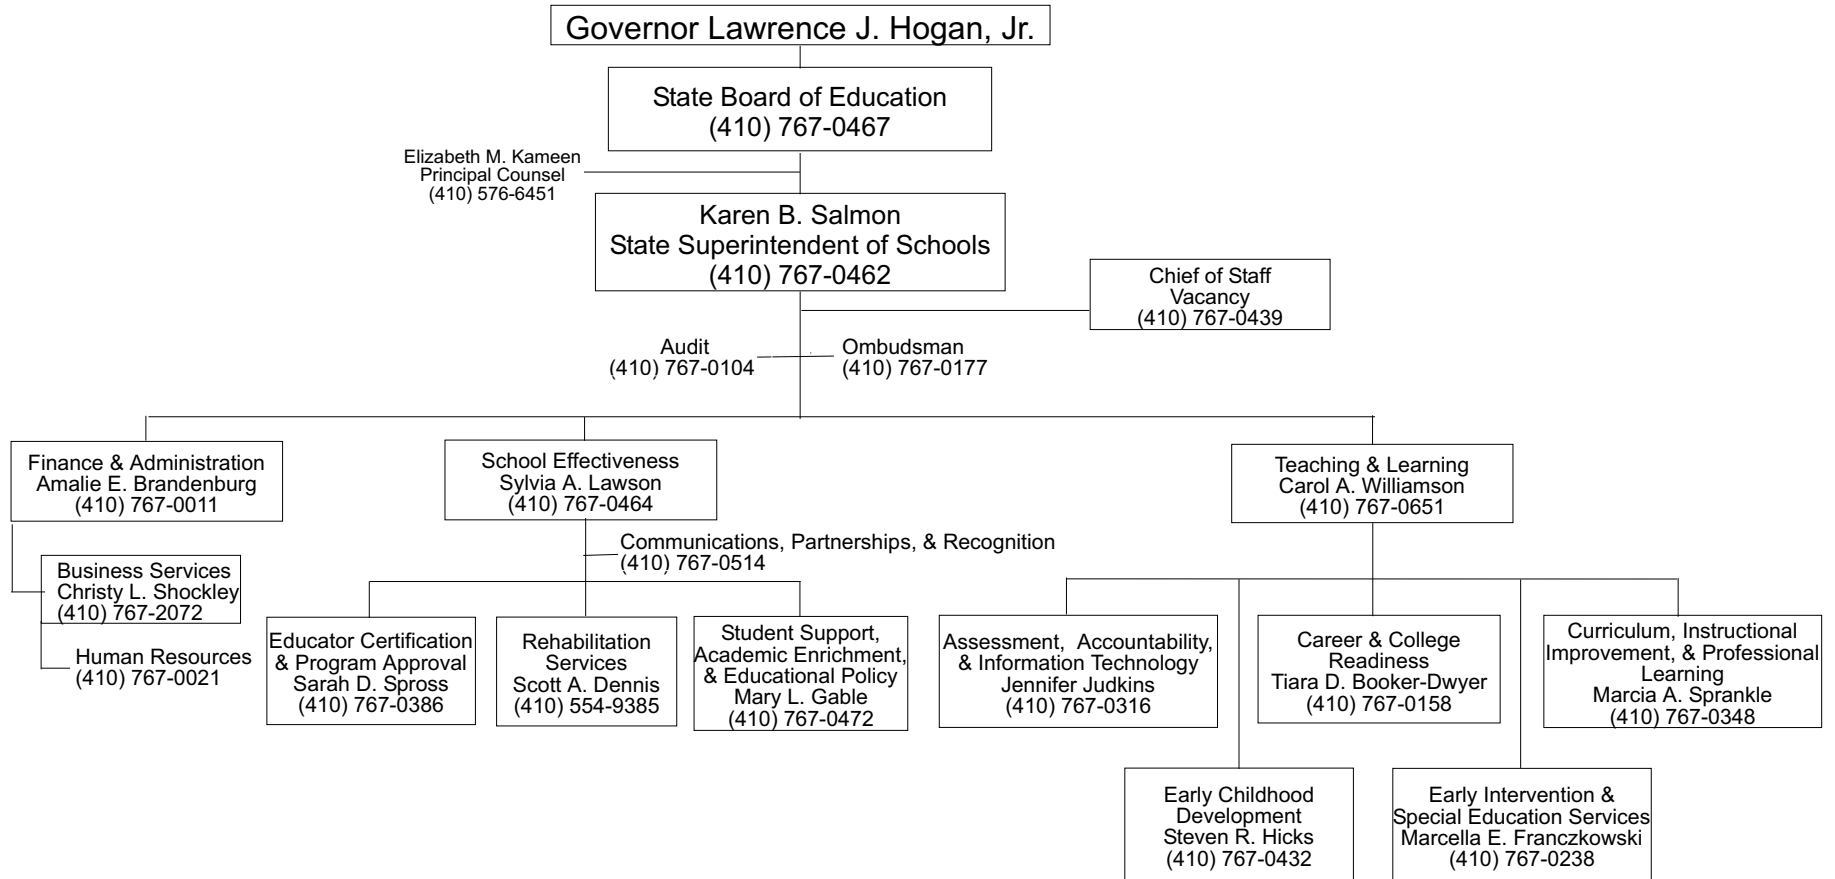 Governor Lawrence J. Hogan, Jr.
State Board of Education
(410) 767-0467
Elizabeth M. Kameen
Principal Counsel
(410) 576-6451
Karen B. Salmon
State Superintendent of Schools
(410) 767-0462
Chief of Staff
Vacancy
(410) 767-0439
Audit
(410) 767-0104
Ombudsman
(410) 767-0177
Finance & Administration
Amalie E. Brandenburg
(410) 767-0011
School Effectiveness
Sylvia A. Lawson
(410) 767-0464
Teaching & Learning
Carol A. Williamson
(410) 767-0651
Communications, Partnerships, & Recognition
(410) 767-0514
Business Services
Christy L. Shockley
(410) 767-2072
Human Resources
(410) 767-0021
Educator Certification
& Program Approval
Sarah D. Spross
(410) 767-0386
Rehabilitation
Services
Scott A. Dennis
(410) 554-9385
Student Support,
Academic Enrichment,
& Educational Policy
Mary L. Gable
(410) 767-0472
Assessment, Accountability,
& Information Technology
Jennifer Judkins
(410) 767-0316
Career & College
Readiness
Tiara D. Booker-Dwyer
(410) 767-0158
Curriculum, Instructional
Improvement, & Professional
Learning
Marcia A. Sprankle
(410) 767-0348
Early Childhood
Development
Steven R. Hicks
(410) 767-0432
Early Intervention &
Special Education Services
Marcella E. Franczkowski
(410) 767-0238